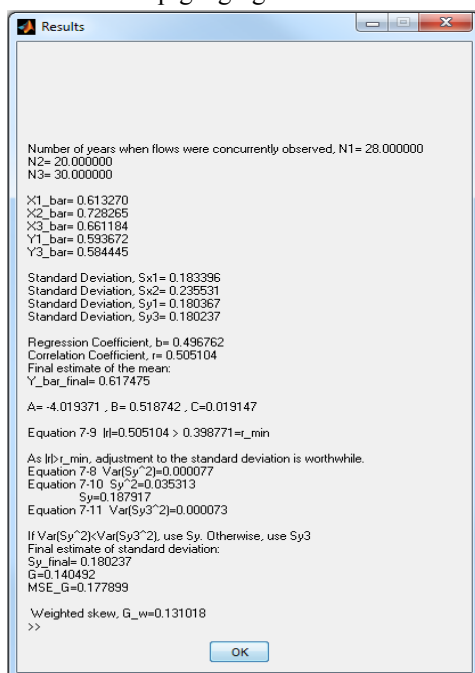 Results
Number of years when flows were concurrently observed, N1= 28.000000
N2= 20.000000
N3= 30.000000
X1_bar= 0.613270
X2_bar= 0.728265
X3_bar= 0.661184
Y1_bar= 0.593672
Y3_bar= 0.584445
Standard Deviation, Sx1= 0.183396
Standard Deviation, Sx2= 0.235531
Standard Deviation, Sy1= 0.180367
Standard Deviation, Sy3= 0.180237
Regression Coefficient, b= 0.496762
Correlation Coefficient, r= 0.505104
Final estimate of the mean:
Y_bar_final= 0.617475
A= -4.019371 , B= 0.518742 , C=0.019147
Equation 7-9 |r|=0.505104 > 0.398771=r_min
As |r|>r_min, adjustment to the standard deviation is worthwhile.
Equation 7-8 Var(Sy^2)=0.000077
Equation 7-10 Sy^2=0.035313
Sy=0.187917
Equation 7-11 Var(Sy^2)=0.000073
If Var(Sy^2)<Var(Sy3^2), use Sy. Otherwise, use Sy3
Final estimate of standard deviation:
Sy_final= 0.180237
G=0.140492
MSE_G=0.177899
Weighted skew, G_w=0.131018
>>
OK